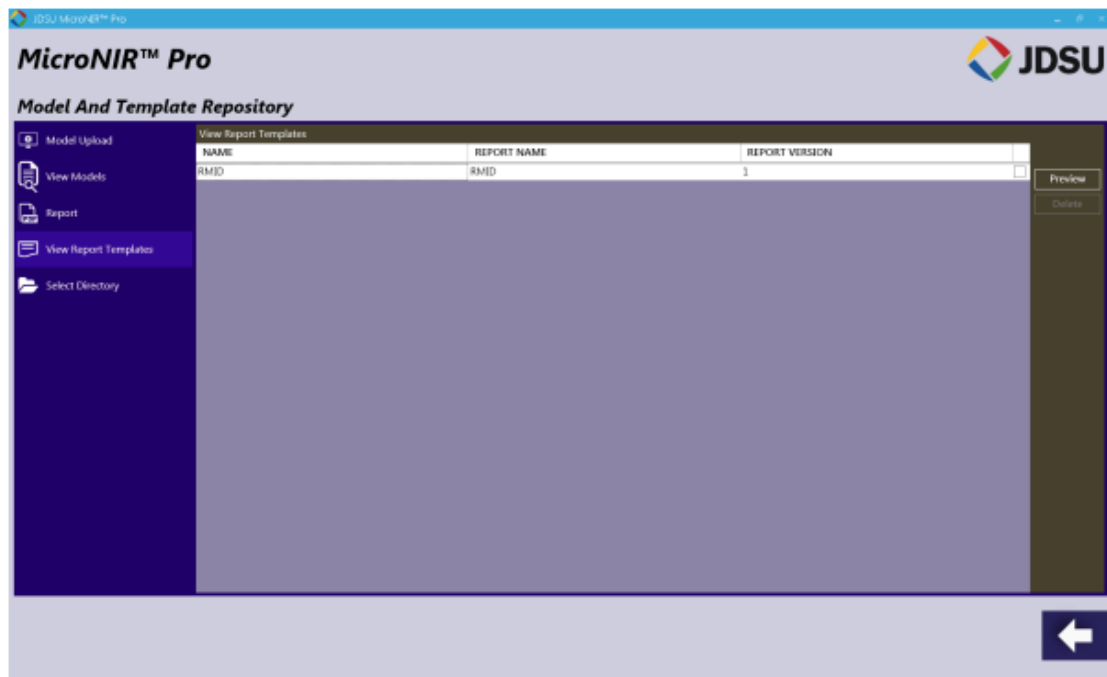 JDSU MicroNIR™ Pro
MicroNIR™ Pro
JDSU
Model And Template Repository
Model Upload
View Models
Report
View Report Templates
Select Directory
View Report Templates
NAME REPORT NAME REPORT VERSION
RMID RMID 1
Preview
Delete